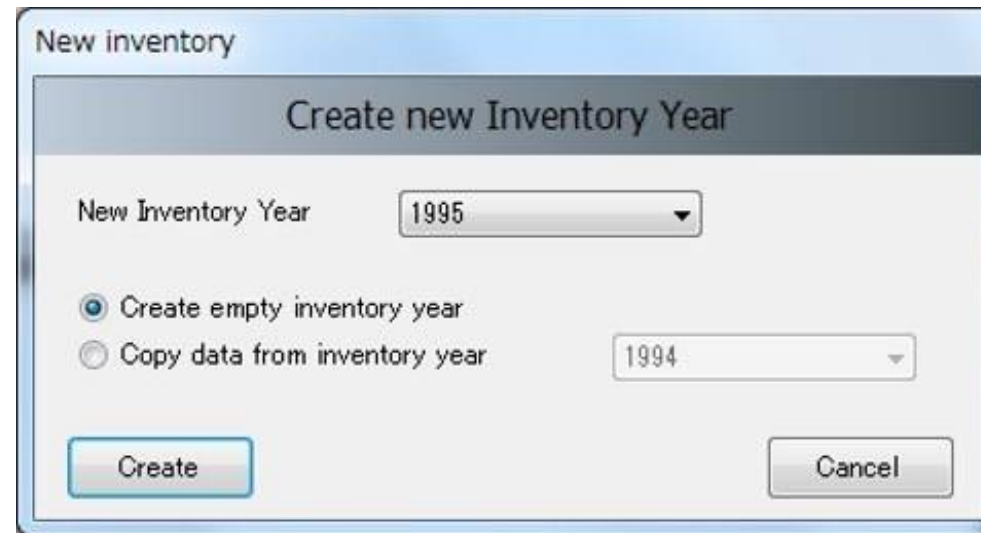 New inventory
Create new Inventory Year
New Inventory Year 1995
Create empty inventory year
Copy data from inventory year 1994
Create Cancel